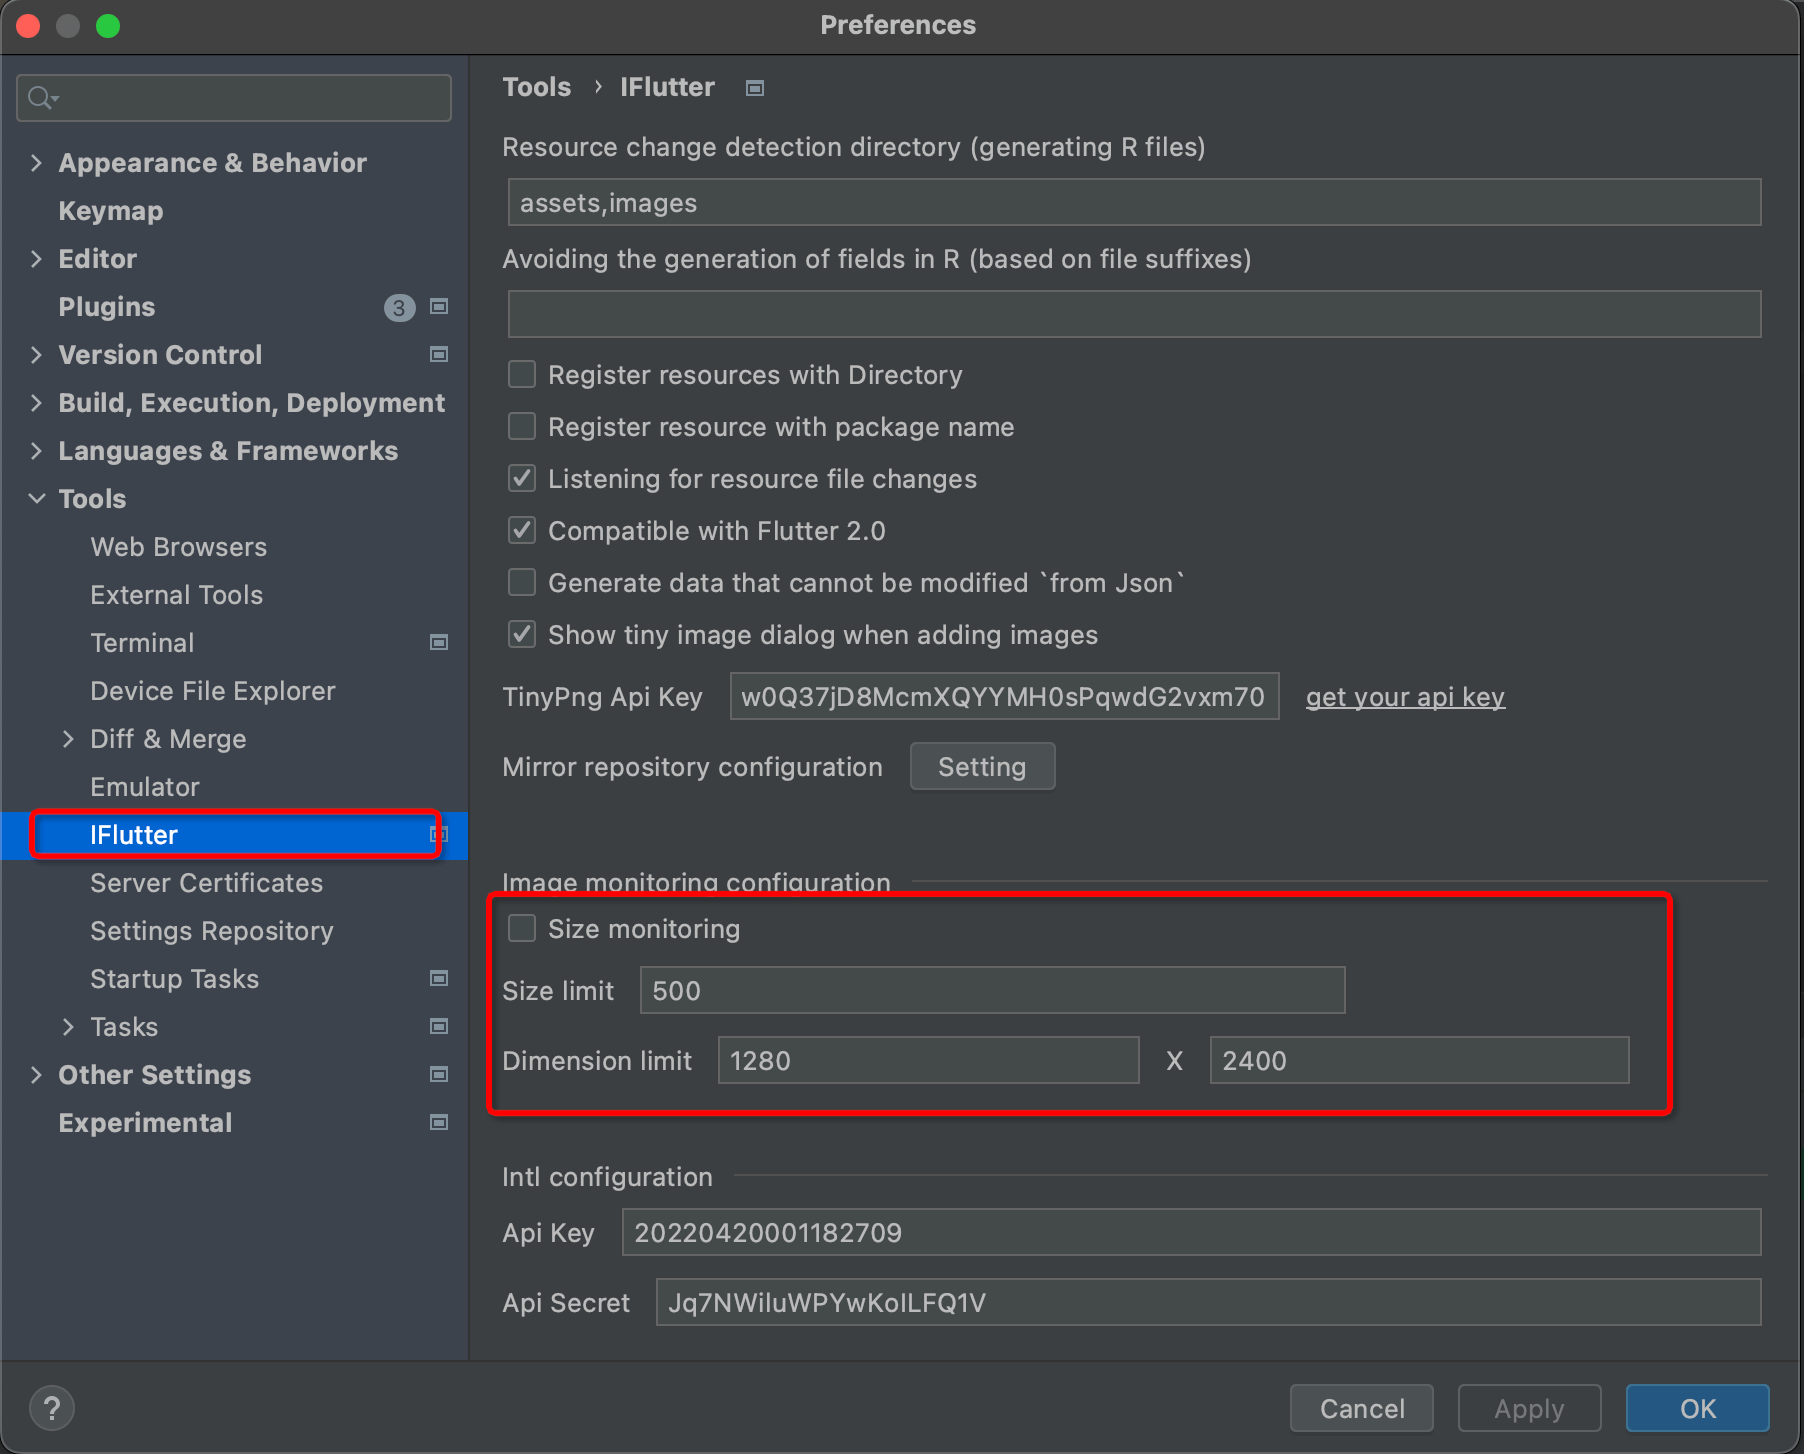 Preferences
Appearance & Behavior
Keymap
Editor
Plugins 3
Version Control
Build, Execution, Deployment
Languages & Frameworks
Tools
Web Browsers
External Tools
Terminal
Device File Explorer
Diff & Merge
Emulator
IFlutter
Server Certificates
Settings Repository
Startup Tasks
Tasks
Other Settings
Experimental
Tools › IFlutter
Resource change detection directory (generating R files)
assets,images
Avoiding the generation of fields in R (based on file suffixes)
Register resources with Directory
Register resource with package name
Listening for resource file changes
Compatible with Flutter 2.0
Generate data that cannot be modified `from Json`
Show tiny image dialog when adding images
TinyPng Api Key w0Q37jD8McmXQYYMH0sPqwdG2vxm70 get your api key
Mirror repository configuration Setting
Image monitoring configuration
Size monitoring
Size limit 500
Dimension limit 1280 X 2400
Intl configuration
Api Key 20220420001182709
Api Secret Jq7NWiluWPYwKoILFQ1V
? Cancel Apply OK